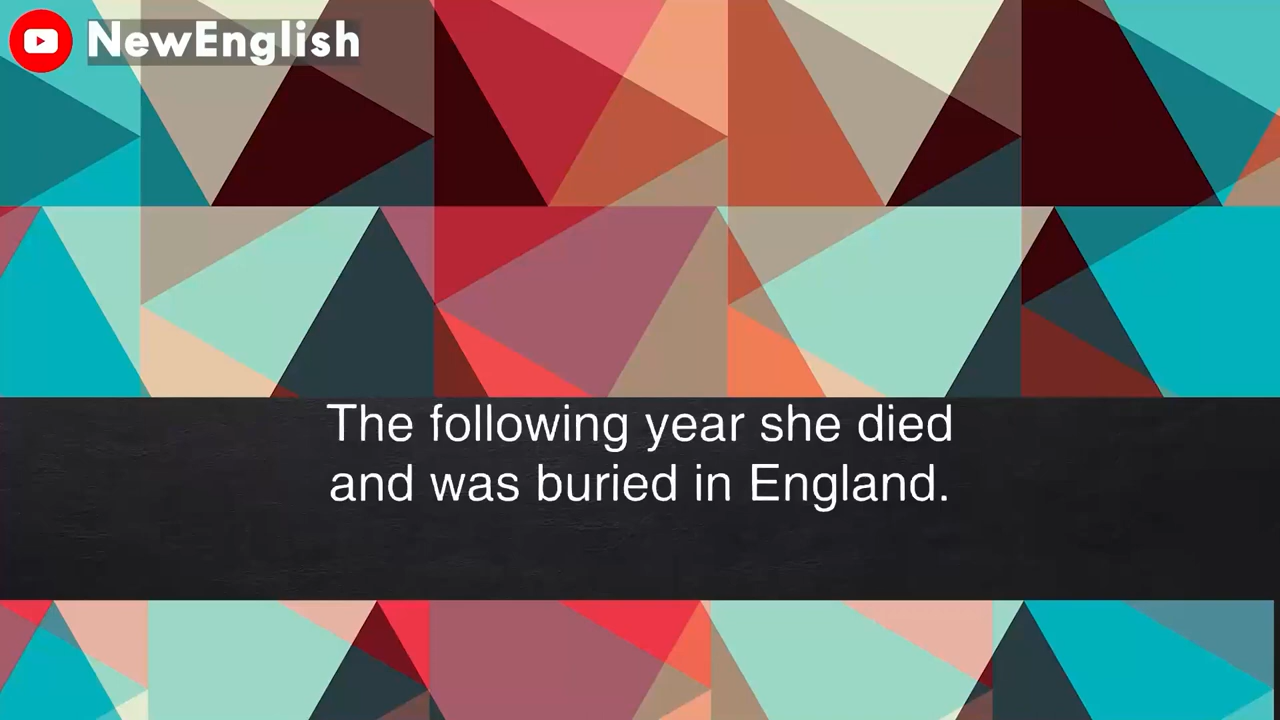 NewEnglish
The following year she died
and was buried in England.